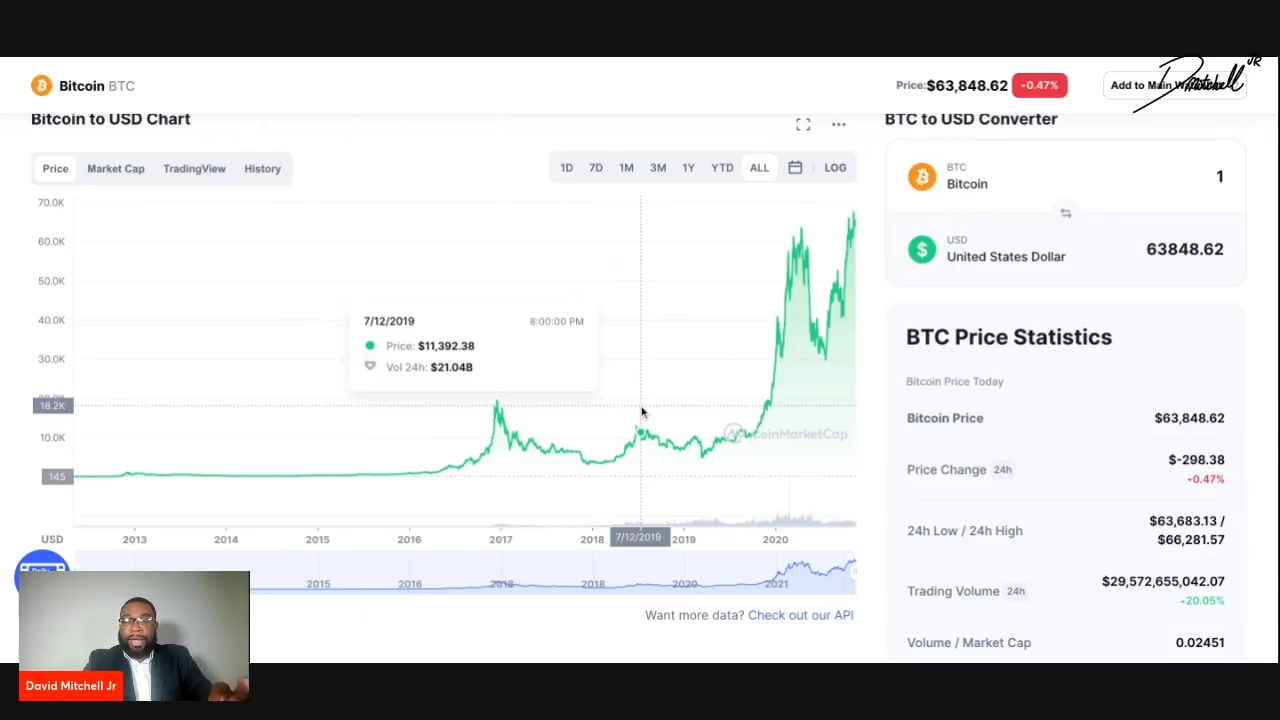 Bitcoin BTC
Price: $63,848.62 -0.47%
Add to Main W
Mitchell JR
Bitcoin to USD Chart
BTC to USD Converter
Price Market Cap TradingView History
1D 7D 1M 3M 1Y YTD ALL LOG
BTC
Bitcoin
1
USD
United States Dollar
63848.62
70.0K
60.0K
50.0K
40.0K
30.0K
18.2K
10.0K
145
7/12/2019 8:00:00 PM
Price: $11,392.38
Vol 24h: $21.04B
CoinMarketCap
USD 2013 2014 2015 2016 2017 2018 7/12/2019 2019 2020
2015 2016 2018 2018 2020 2021
Want more data? Check out our API
BTC Price Statistics
Bitcoin Price Today
Bitcoin Price $63,848.62
Price Change 24h $-298.38
-0.47%
24h Low / 24h High $63,683.13 /
$66,281.57
Trading Volume 24h $29,572,655,042.07
-20.05%
Volume / Market Cap 0.02451
David Mitchell Jr